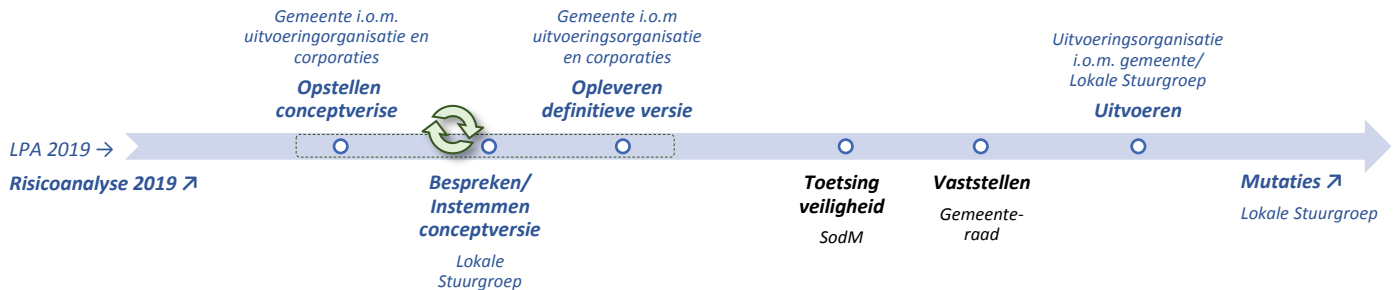 Gemeente i.o.m.
uitvoeringorganisatie en
corporaties
Opstellen
conceptverise
Gemeente i.o.m
uitvoeringsorganisatie
en corporaties
Opleveren
definitieve versie
Uitvoeringsorganisatie
i.o.m. gemeente/
Lokale Stuurgroep
Uitvoeren
LPA 2019 →
Risicoanalyse 2019 ↗
Bespreken/
Instemmen
conceptversie
Lokale
Stuurgroep
Toetsing
veiligheid
SodM
Vaststellen
Gemeente-
raad
Mutaties ↗
Lokale Stuurgroep